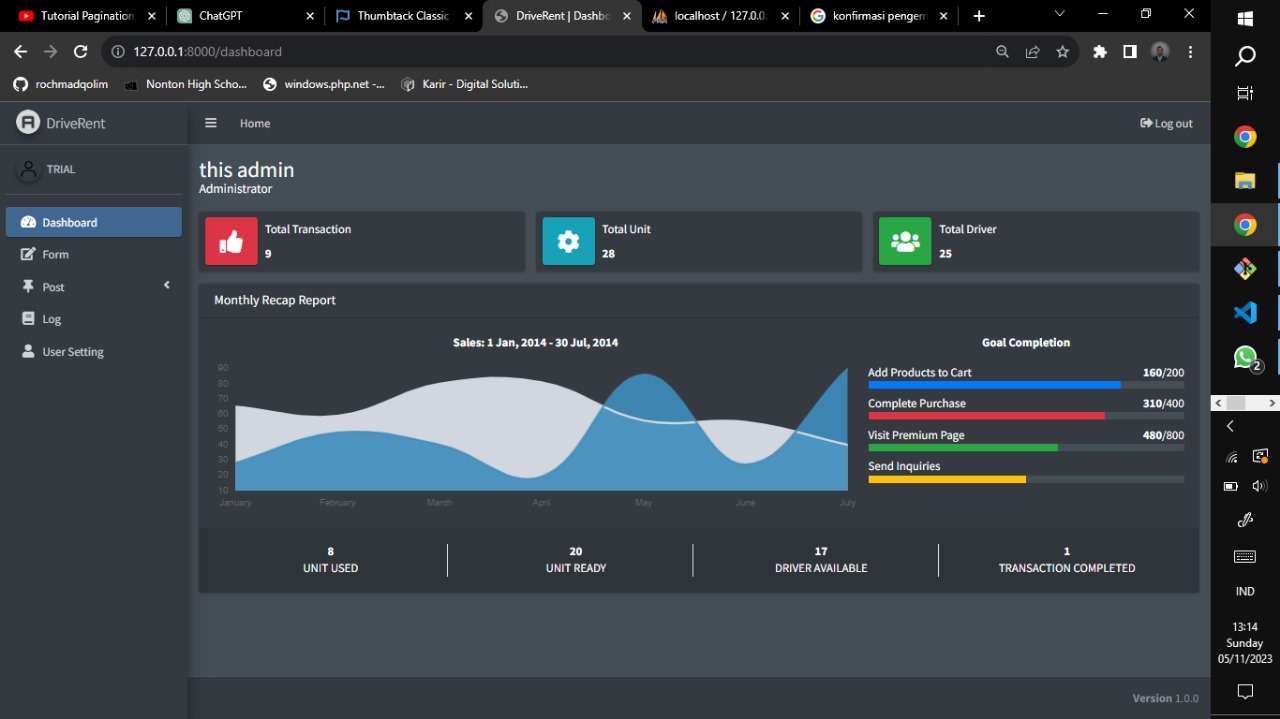 Tutorial Pagination
ChatGPT
Thumbtack Classic
DriveRent | Dashbo
localhost / 127.0.0.
konfirmasi pengem
127.0.0.1:8000/dashboard
rochmadqolim
Nonton High Scho...
windows.php.net -...
Karir - Digital Soluti...
DriveRent
Home
Log out
TRIAL
this admin
Administrator
Dashboard
Form
Post
Log
User Setting
Total Transaction
9
Total Unit
28
Total Driver
25
Monthly Recap Report
Sales: 1 Jan, 2014 - 30 Jul, 2014
90
80
70
60
50
40
30
20
10
January February March April May June July
Goal Completion
Add Products to Cart 160/200
Complete Purchase 310/400
Visit Premium Page 480/800
Send Inquiries
8
UNIT USED
20
UNIT READY
17
DRIVER AVAILABLE
1
TRANSACTION COMPLETED
Version 1.0.0
2
IND
13:14
Sunday
05/11/2023